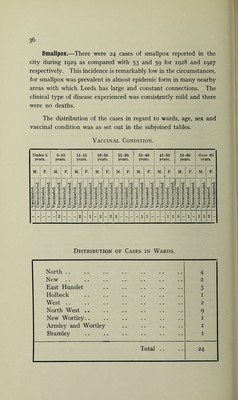 36
Smallpox.—There were 24 cases of smallpox reported in the
city during 1929 as compared with 53 and 59 for 1928 and 1927
respectively. This incidence is remarkably low in the circumstances,
for smallpox was prevalent in almost epidemic form in many nearby
areas with which Leeds has large and constant connections. The
clinical type of disease experienced was consistently mild and there
were no deaths.
The distribution of the cases in regard to wards, age, sex and
vaccinal condition was as set out in the subjoined tables.
Vaccinal Condition.
Under 5 years. 5-10 years. 11-15 years. 16-20 years. 21-30 years. 31-40 years. 41-50 years. 51-60 years. Over 60 years.
M. F. M. F. M. F. M. F. M. F. M. F. M. F. M. F. M. F.
Distribution of Cases in Wards.
North .. 4
New .. 2
East Hunslet 3
Holbeck 1
West .. 2
North West .. 9
New Wortley.. 1
Armley and Wortley 1
Bramley 1
Total .. 24